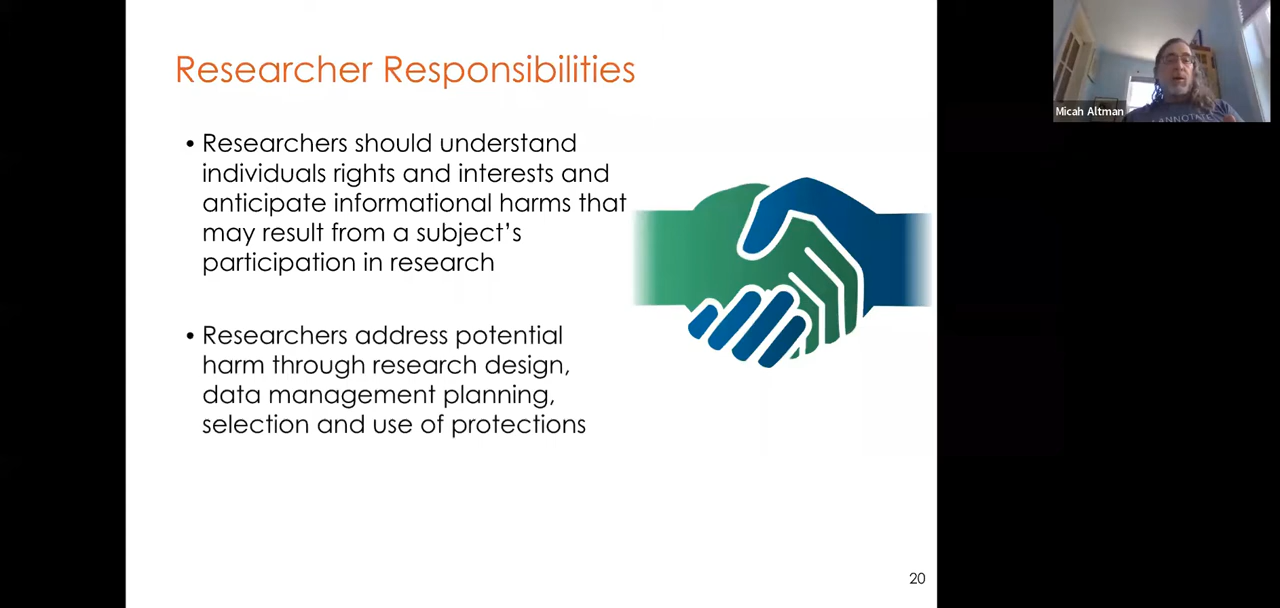 Researcher Responsibilities
• Researchers should understand
individuals rights and interests and
anticipate informational harms that
may result from a subject’s
participation in research
• Researchers address potential
harm through research design,
data management planning,
selection and use of protections
20
Micah Altman
ANNOTATE